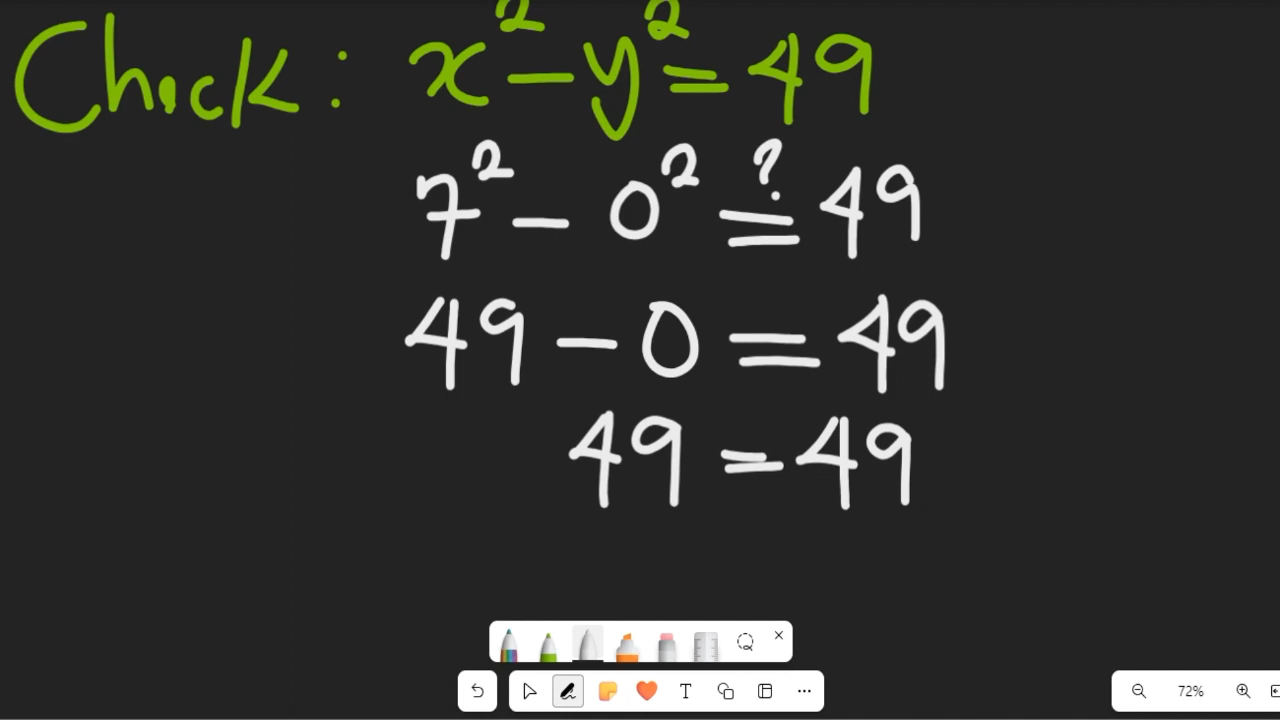 Check: x² - y² = 49
7² - 0² ≟ 49
49 - 0 = 49
49 = 49
T
72%